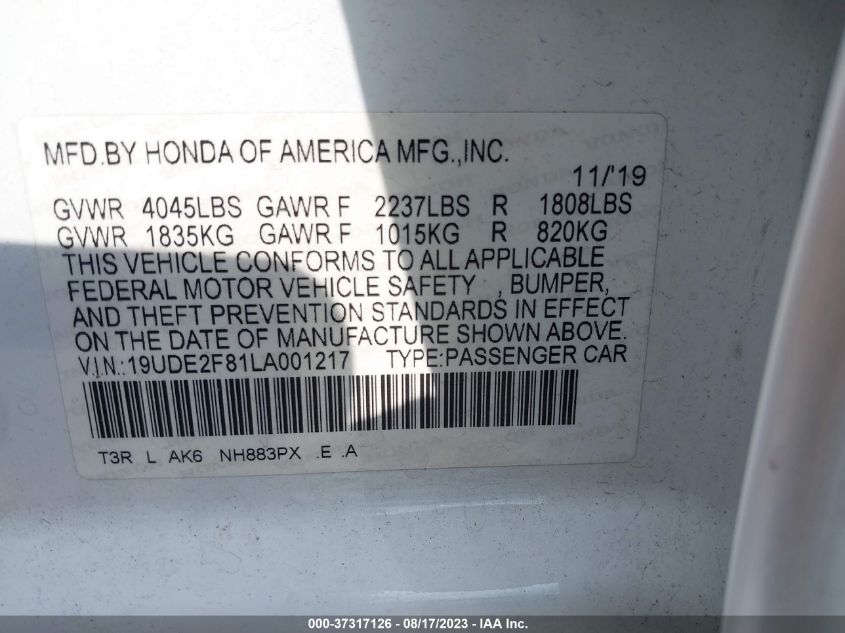 MFD.BY HONDA OF AMERICA MFG.,INC.
11/'19
GVWR 4045LBS GAWR F 2237LBS R 1808LBS
GVWR 1835KG GAWR F 1015KG R 820KG
THIS VEHICLE CONFORMS TO ALL APPLICABLE
FEDERAL MOTOR VEHICLE SAFETY , BUMPER,
AND THEFT PREVENTION STANDARDS IN EFFECT
ON THE DATE OF MANUFACTURE SHOWN ABOVE.
V.I.N.:19UDE2F81LA001217 TYPE:PASSENGER CAR
T3R L AK6 NH883PX .E .A
000-37317126 - 08/17/2023 - IAA Inc.